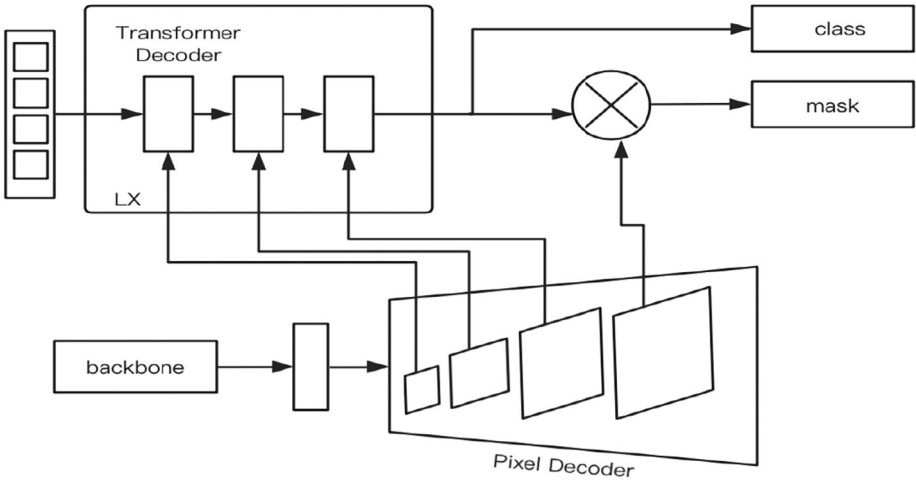 Transformer
Decoder
class
mask
LX
backbone
Pixel Decoder